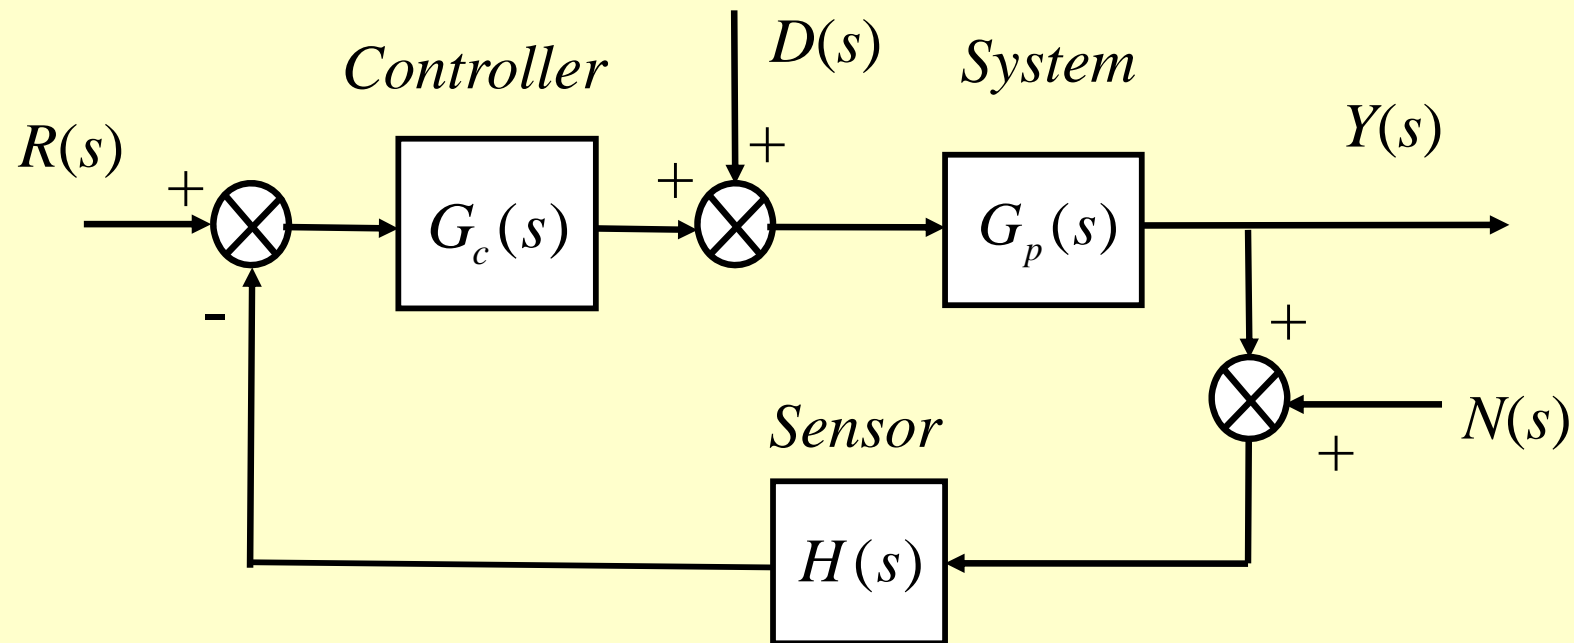 Controller
D(s)
System
R(s)
+
G_c(s)
+
+
G_p(s)
Y(s)
-
+
N(s)
+
Sensor
H(s)